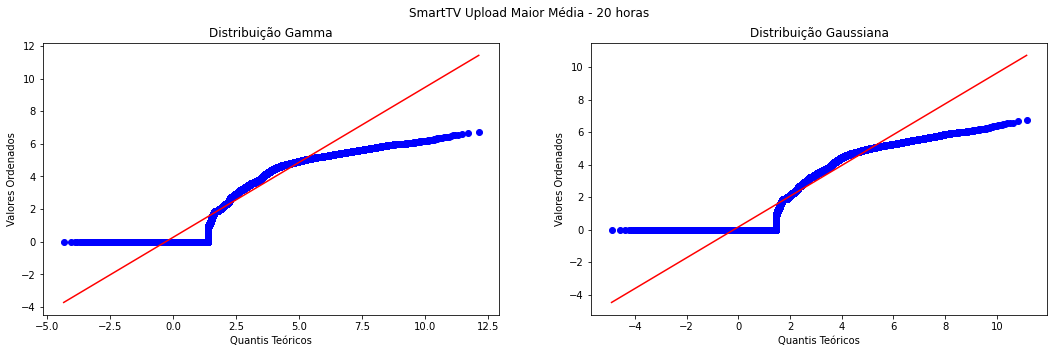 SmartTV Upload Maior Média - 20 horas
Distribuição Gamma
Valores Ordenados
12
10
8
6
4
2
0
−2
−4
−5.0 −2.5 0.0 2.5 5.0 7.5 10.0 12.5
Quantis Teóricos
Distribuição Gaussiana
Valores Ordenados
10
8
6
4
2
0
−2
−4
−4 −2 0 2 4 6 8 10
Quantis Teóricos